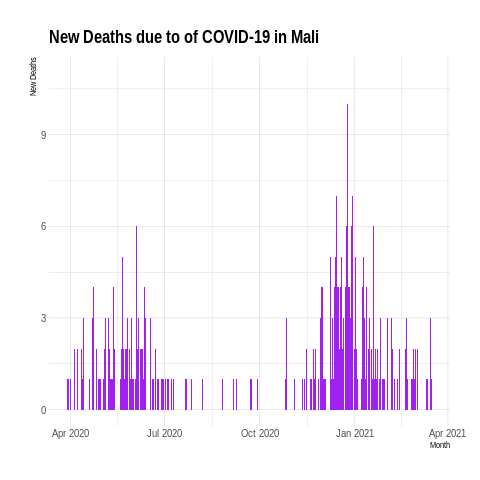 New Deaths due to of COVID-19 in Mali
New Deaths
9
6
3
0
Apr 2020 Jul 2020 Oct 2020 Jan 2021 Apr 2021
Month